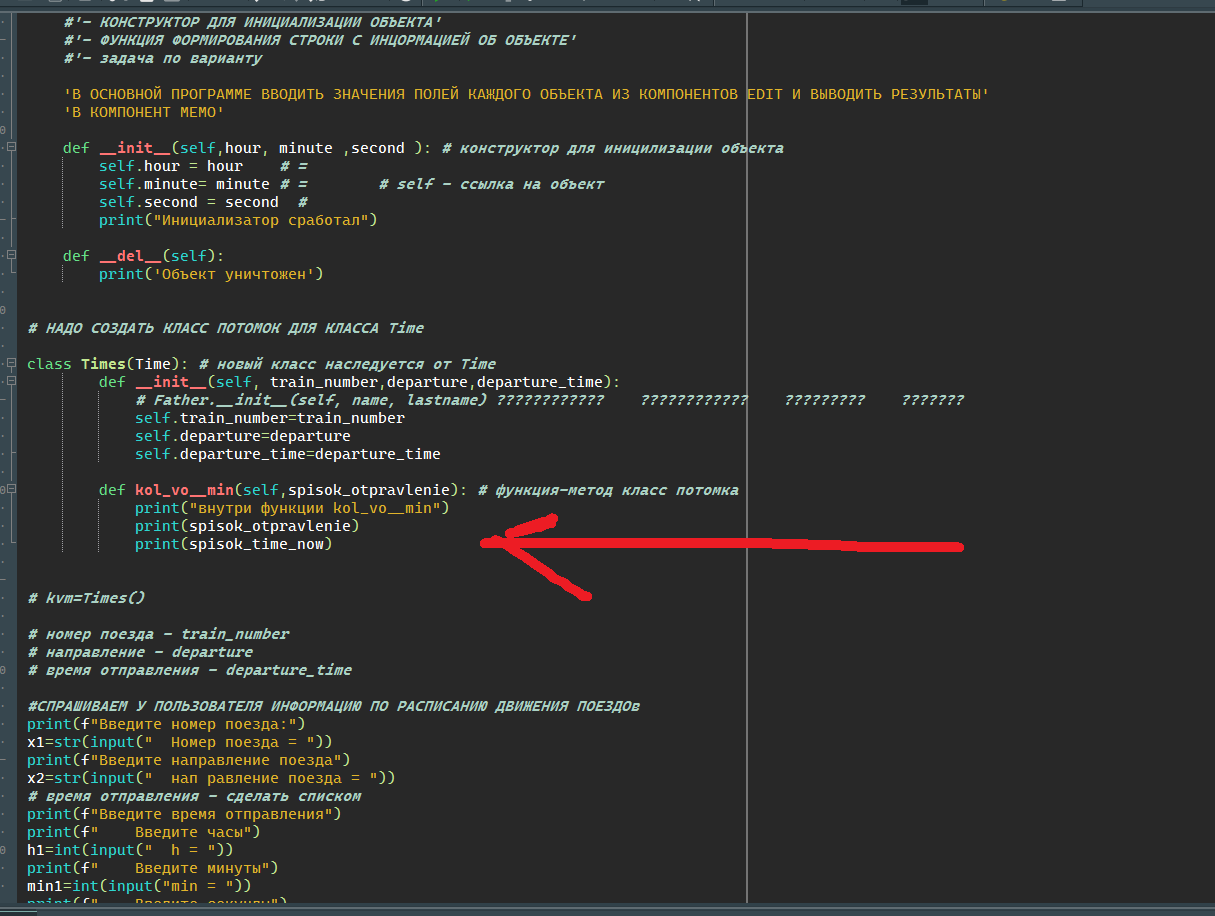 #'- КОНСТРУКТОР ДЛЯ ИНИЦИАЛИЗАЦИИ ОБЪЕКТА'
#'- ФУНКЦИЯ ФОРМИРОВАНИЯ СТРОКИ С ИНЦОРМАЦИЕЙ ОБ ОБЪЕКТЕ'
#'- задача по варианту
'В ОСНОВНОЙ ПРОГРАММЕ ВВОДИТЬ ЗНАЧЕНИЯ ПОЛЕЙ КАЖДОГО ОБЪЕКТА ИЗ КОМПОНЕНТОВ EDIT И ВЫВОДИТЬ РЕЗУЛЬТАТЫ'
'В КОМПОНЕНТ МЕМО'
def __init__(self,hour, minute ,second ): # конструктор для иницилизации объекта
self.hour = hour    # =
self.minute= minute # =        # self - ссылка на объект
self.second = second  #
print("Инициализатор сработал")
def __del__(self):
print('Объект уничтожен')
# НАДО СОЗДАТЬ КЛАСС ПОТОМОК ДЛЯ КЛАССА Time
class Times(Time): # новый класс наследуется от Time
def __init__(self, train_number,departure,departure_time):
# Father.__init__(self, name, lastname) ????????????    ????????????    ?????????    ???????
self.train_number=train_number
self.departure=departure
self.departure_time=departure_time
def kol_vo__min(self,spisok_otpravlenie): # функция-метод класс потомка
print("внутри функции kol_vo__min")
print(spisok_otpravlenie)
print(spisok_time_now)
# kvm=Times()
# номер поезда - train_number
# направление - departure
# время отправления - departure_time
#СПРАШИВАЕМ У ПОЛЬЗОВАТЕЛЯ ИНФОРМАЦИЮ ПО РАСПИСАНИЮ ДВИЖЕНИЯ ПОЕЗДОв
print(f"Введите номер поезда:")
x1=str(input("  Номер поезда = "))
print(f"Введите направление поезда")
x2=str(input("  нап равление поезда = "))
# время отправления - сделать списком
print(f"Введите время отправления")
print(f"    Введите часы")
h1=int(input("  h = "))
print(f"    Введите минуты")
min1=int(input("min = "))
print(f"    Введите секунды")